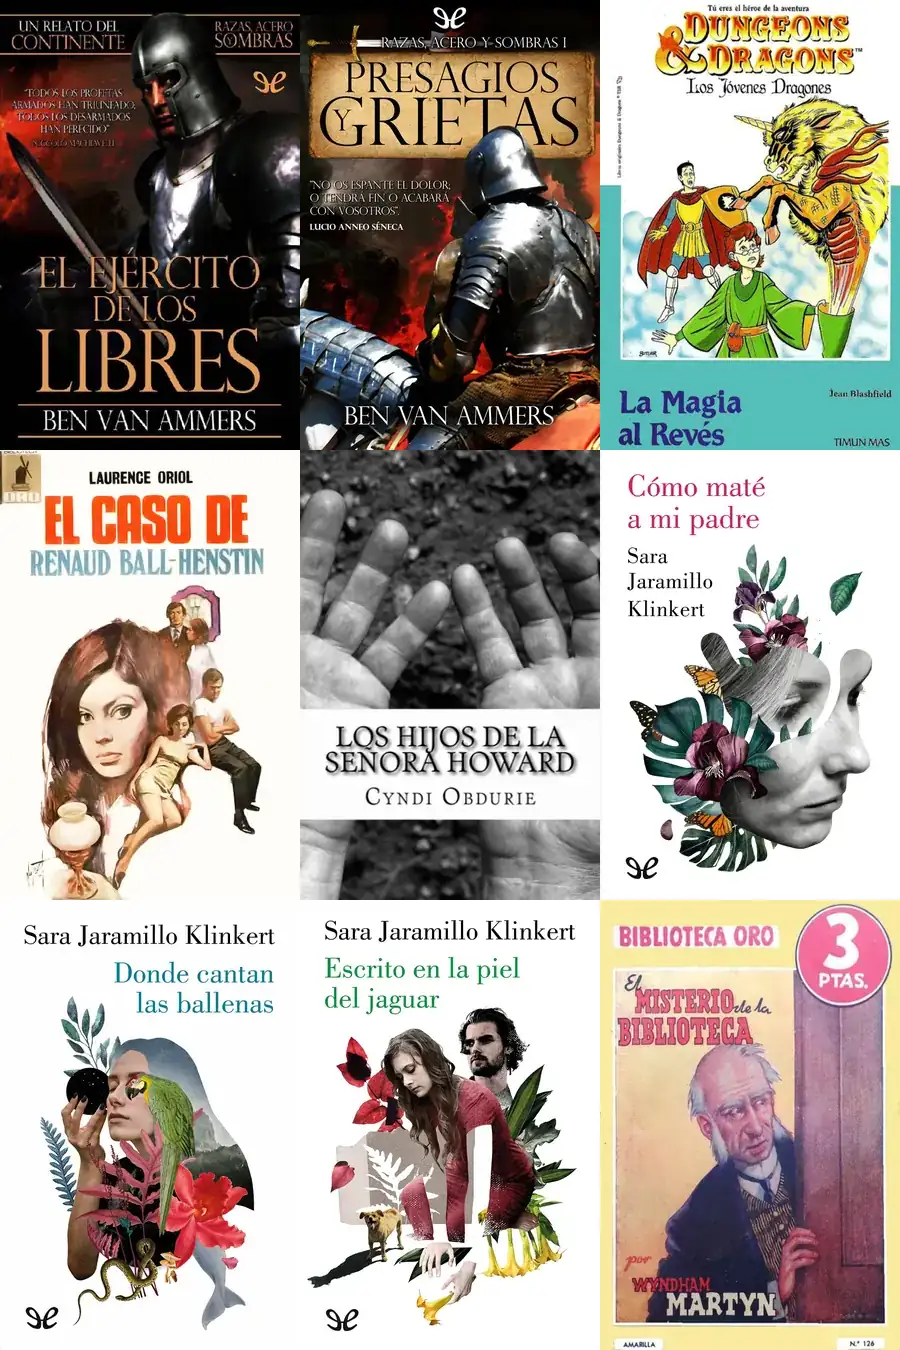 UN RELATO DEL
CONTINENTE
RAZAS, ACERO
Y SOMBRAS
"TODOS LOS PROFETAS
ARMADOS HAN TRIUNFADO,
TODOS LOS DESARMADOS
HAN PERECIDO"
EL EJÉRCITO
DE LOS
LIBRES
BEN VAN AMMERS
RAZAS, ACERO Y SOMBRAS I
PRESAGIOS
Y GRIETAS
"NO OS ESPANTE EL DOLOR;
O TENDRÁ FIN O ACABARÁ
CON VOSOTROS".
LUCIO ANNEO SÉNECA
BEN VAN AMMERS
Tú eres el héroe de la aventura
DUNGEONS
& DRAGONS™
Los Jóvenes Dragones
La Magia
al Revés
Jean Blashfield
TIMUN MAS
LAURENCE ORIOL
EL CASO DE
RENAUD BALL-HENSTIN
LOS HIJOS DE LA
SEÑORA HOWARD
CYNDI OBDURIE
Cómo maté
a mi padre
Sara
Jaramillo
Klinkert
Sara Jaramillo Klinkert
Donde cantan
las ballenas
Sara Jaramillo Klinkert
Escrito en la piel
del jaguar
BIBLIOTECA ORO
3
PTAS.
El
MISTERIO de la
BIBLIOTECA
por
WYNDHAM
MARTYN
AMARILLA
N.º 126